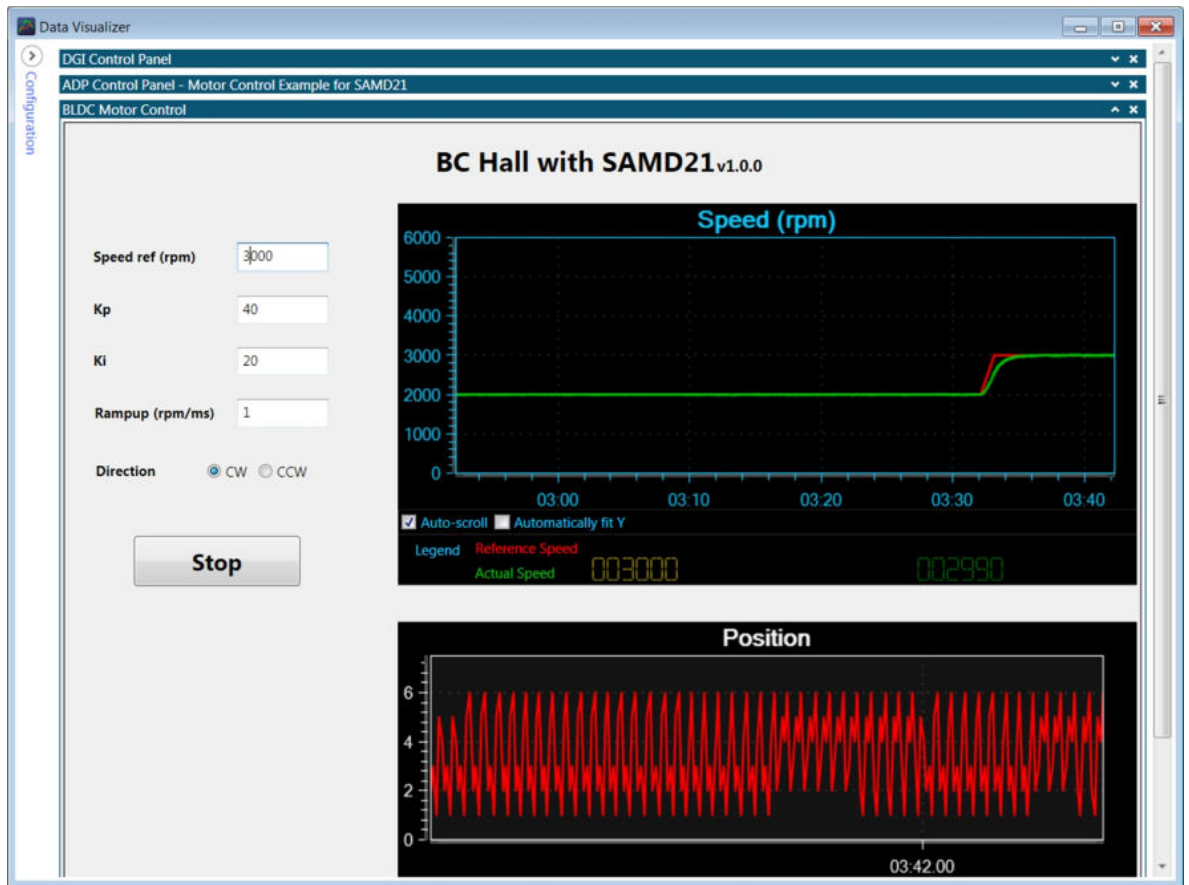 Data Visualizer
Configuration
DGI Control Panel
ADP Control Panel - Motor Control Example for SAMD21
BLDC Motor Control
BC Hall with SAMD21 v1.0.0
Speed ref (rpm) 3000
Kp 40
Ki 20
Rampup (rpm/ms) 1
Direction CW CCW
Stop
Speed (rpm)
6000
5000
4000
3000
2000
1000
0
03:00 03:10 03:20 03:30 03:40
Auto-scroll Automatically fit Y
Legend Reference Speed
Actual Speed 003000 002990
Position
6
4
2
0
03:42.00